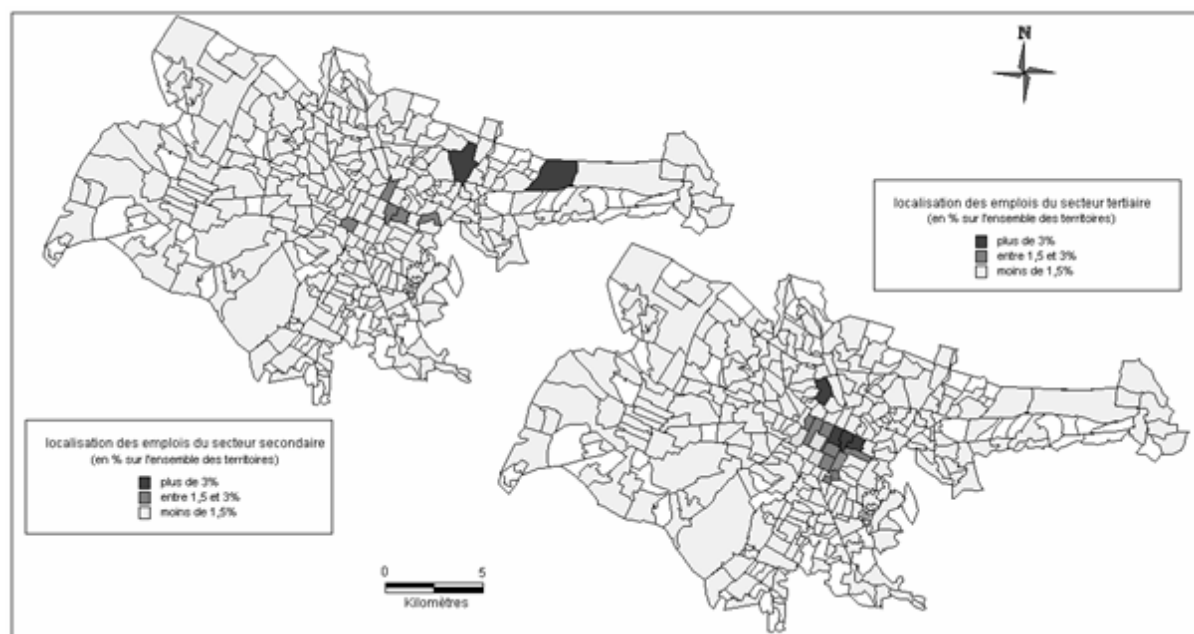 N
localisation des emplois du secteur tertiaire
(en % sur l'ensemble des territoires)
plus de 3%
entre 1,5 et 3%
moins de 1,5%
localisation des emplois du secteur secondaire
(en % sur l'ensemble des territoires)
plus de 3%
entre 1,5 et 3%
moins de 1,5%
0 5
Kilomètres